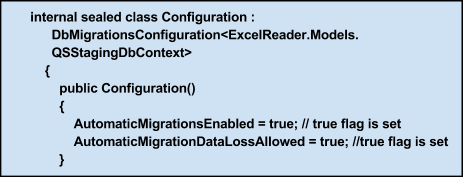 internal sealed class Configuration :
DbMigrationsConfiguration<ExcelReader.Models.
QSStagingDbContext>
{
public Configuration()
{
AutomaticMigrationsEnabled = true; // true flag is set
AutomaticMigrationDataLossAllowed = true; //true flag is set
}